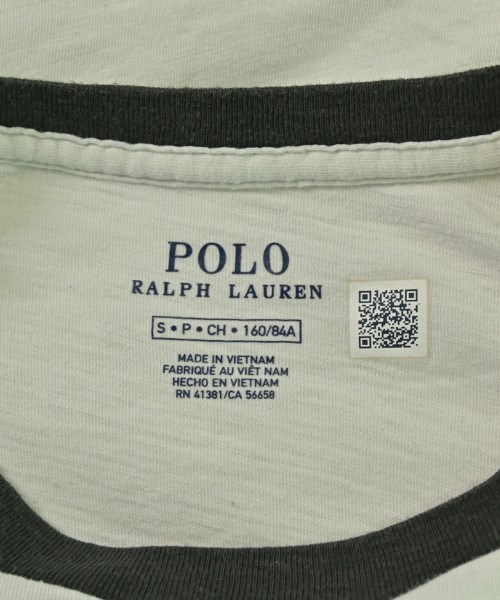 POLO
RALPH LAUREN
S • P • CH • 160/84A
MADE IN VIETNAM
FABRIQUÉ AU VIÊT NAM
HECHO EN VIETNAM
RN 41381/CA 56658